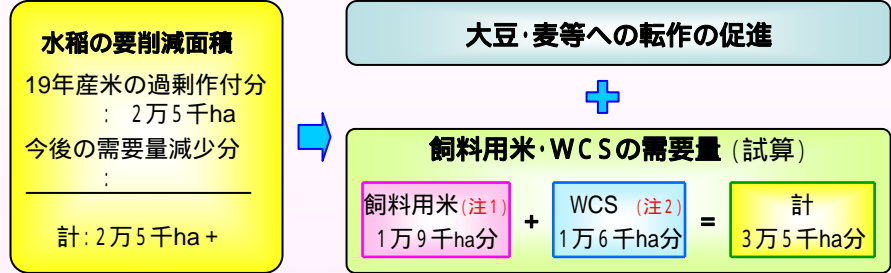 水稲の要削減面積
19年産米の過剰作付分
: 2万5千ha
今後の需要量減少分
:
計:2万5千ha+
大豆・麦等への転作の促進
+
飼料用米・WCSの需要量(試算)
飼料用米(注1)
1万9千ha分
+
WCS (注2)
1万6千ha分
=
計
3万5千ha分